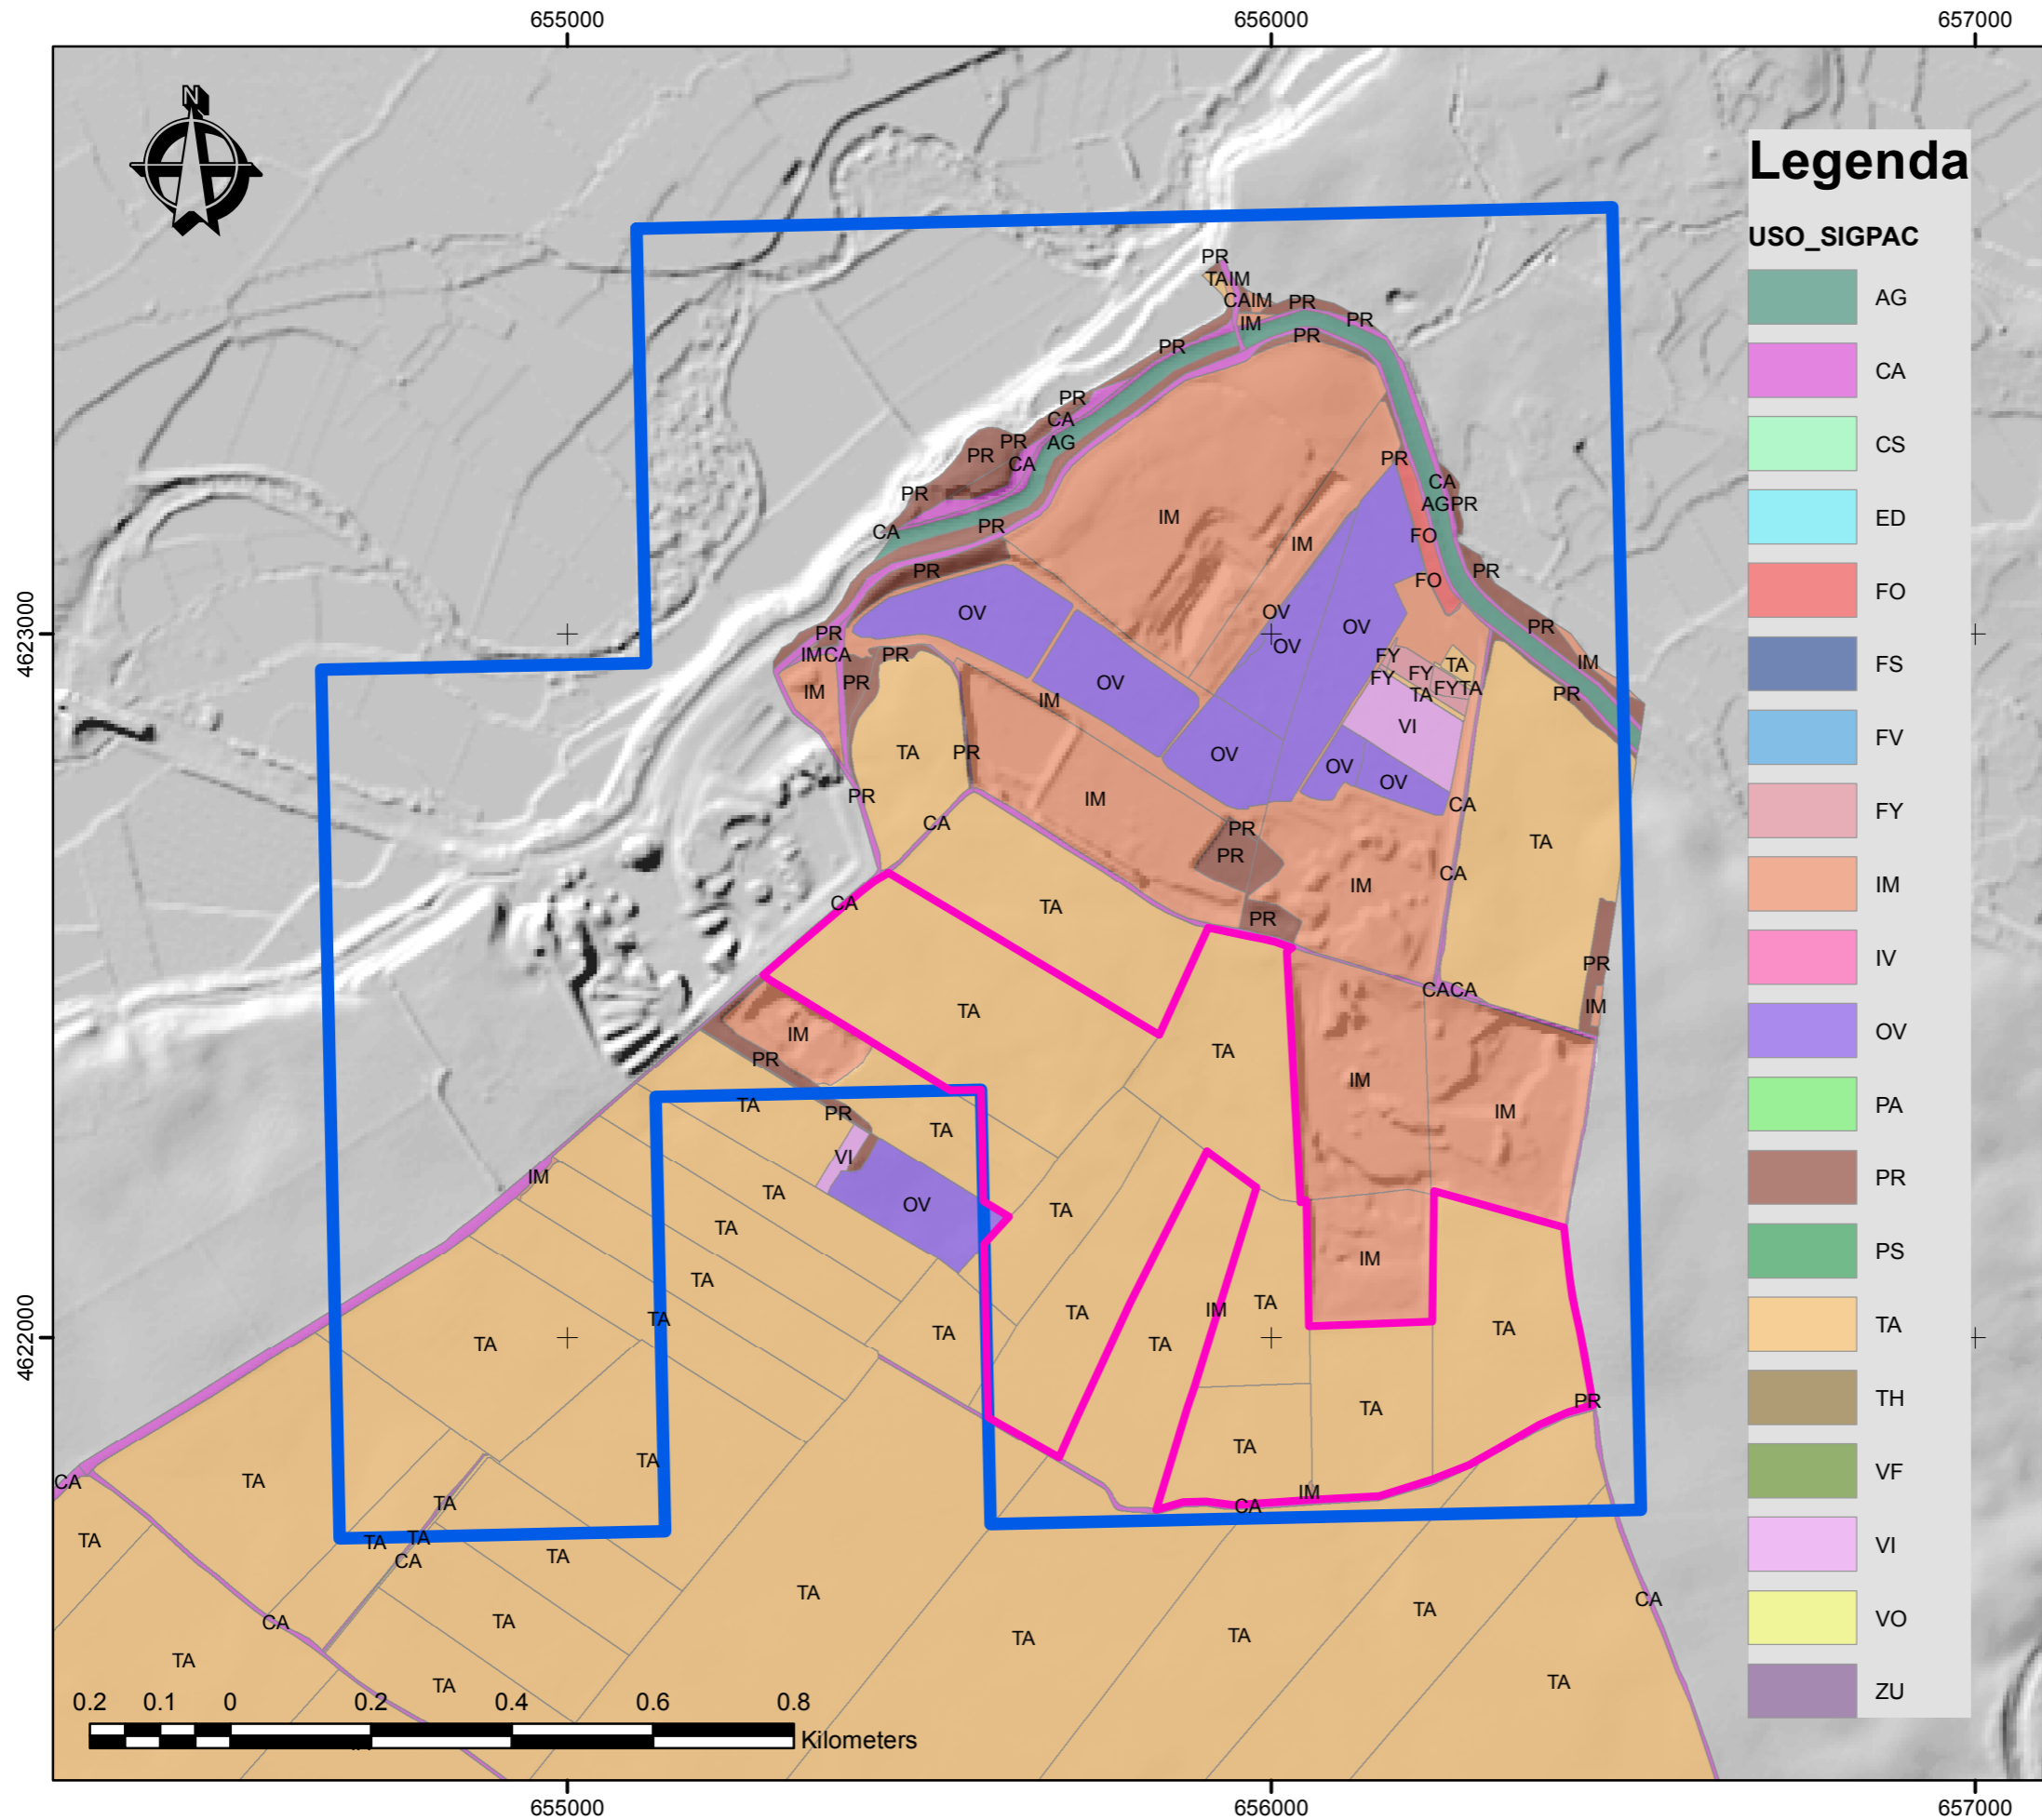 655000 656000 657000
N
Legenda
USO_SIGPAC
AG
CA
CS
ED
FO
FS
FV
FY
IM
IV
OV
PA
PR
PS
TA
TH
VF
VI
VO
ZU
PR
TAIM
CAIM PR
IM PR
PR PR
PR
CA
PR AG
PR CA PR
PR CA
AGPR
CA PR IM
IM FO
PR FO PR
OV OV OV PR
PR OV
IMCA PR FY TA IM
IM PR OV FY FY FYTA PR
IM TA
VI
TA PR OV
OV OV
PR IM CA
CA PR TA
PR
CA IM
CA TA PR
PR
CACA IM
TA
IM TA IM IM
PR
TA PR TA
VI
IM TA OV TA
TA
IM
TA
TA TA IM TA
TA TA TA TA
PR
TA TA
CA TA TA
TA IM
CA
TA TA TA
CA TA
TA CA
CA TA TA TA
TA TA
TA TA TA
0.2 0.1 0 0.2 0.4 0.6 0.8
Kilometers
4623000
4622000
655000 656000 657000